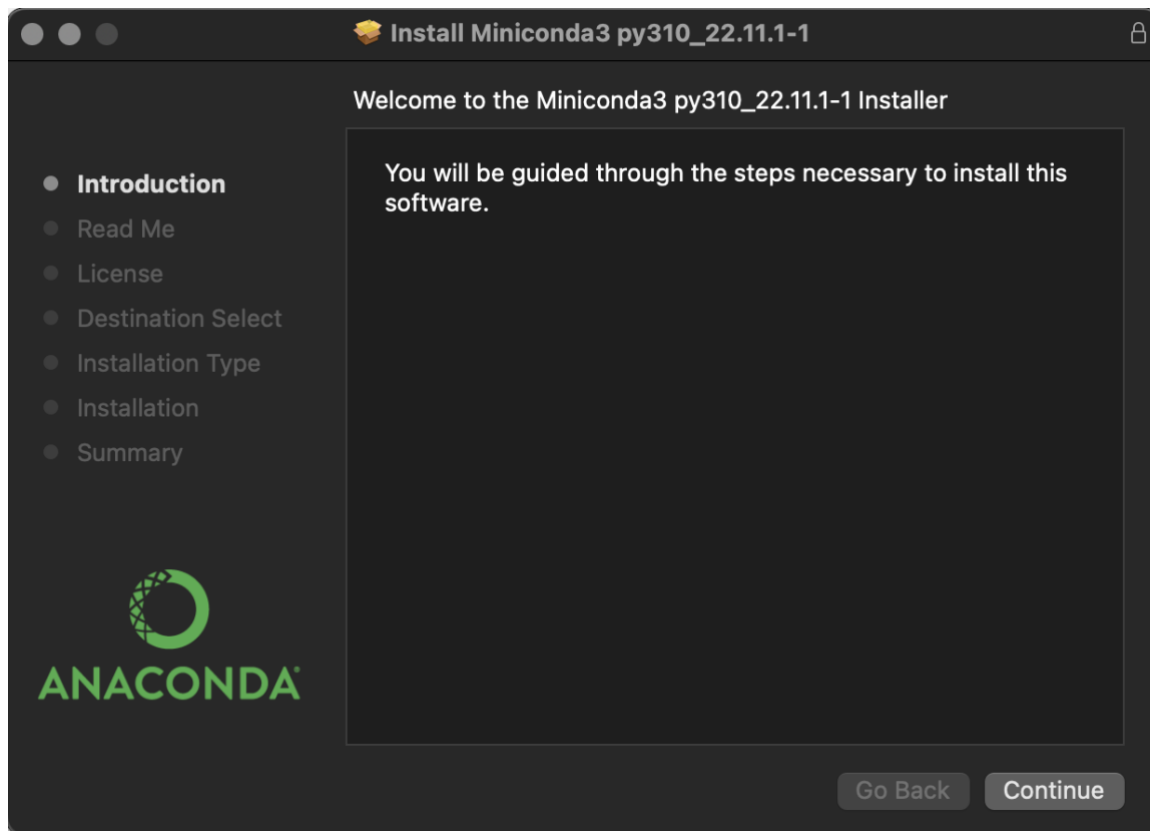 Install Miniconda3 py310_22.11.1-1
Welcome to the Miniconda3 py310_22.11.1-1 Installer
Introduction
Read Me
License
Destination Select
Installation Type
Installation
Summary
You will be guided through the steps necessary to install this
software.
ANACONDA®
Go Back
Continue